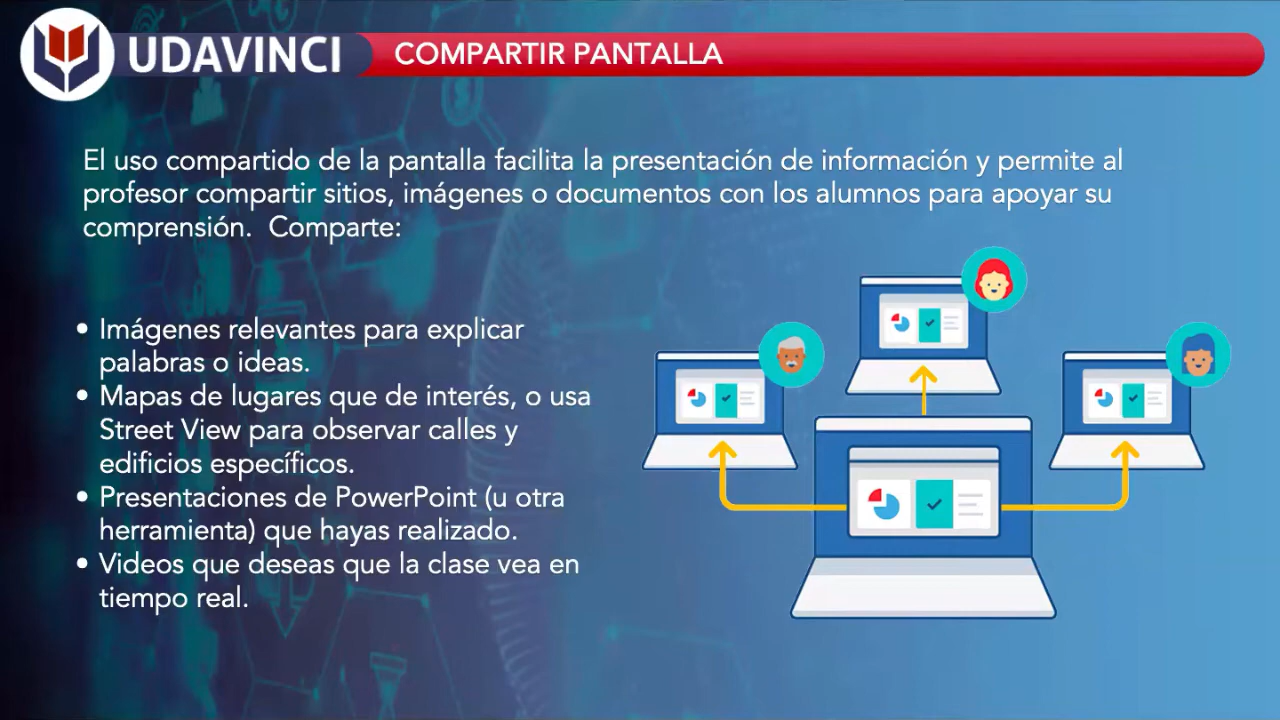 UDAVINCI
COMPARTIR PANTALLA
El uso compartido de la pantalla facilita la presentación de información y permite al
profesor compartir sitios, imágenes o documentos con los alumnos para apoyar su
comprensión.  Comparte:
• Imágenes relevantes para explicar
palabras o ideas.
• Mapas de lugares que de interés, o usa
Street View para observar calles y
edificios específicos.
• Presentaciones de PowerPoint (u otra
herramienta) que hayas realizado.
• Videos que deseas que la clase vea en
tiempo real.